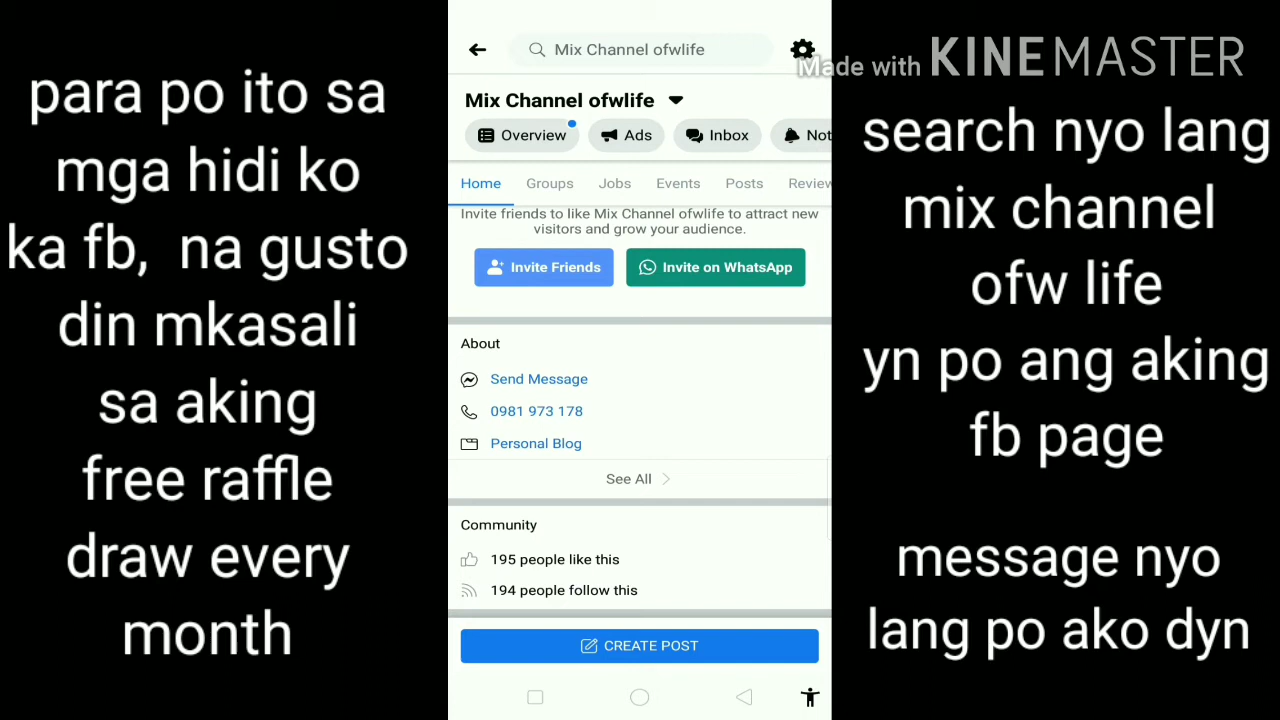 para po ito sa
mga hidi ko
ka fb, na gusto
din mkasali
sa aking
free raffle
draw every
month
Mix Channel ofwlife
Mix Channel ofwlife
Overview
Ads
Inbox
Not
Home
Groups
Jobs
Events
Posts
Review
Invite friends to like Mix Channel ofwlife to attract new
visitors and grow your audience.
Invite Friends
Invite on WhatsApp
About
Send Message
0981 973 178
Personal Blog
See All
Community
195 people like this
194 people follow this
CREATE POST
Made with KINEMASTER
search nyo lang
mix channel
ofw life
yn po ang aking
fb page
message nyo
lang po ako dyn